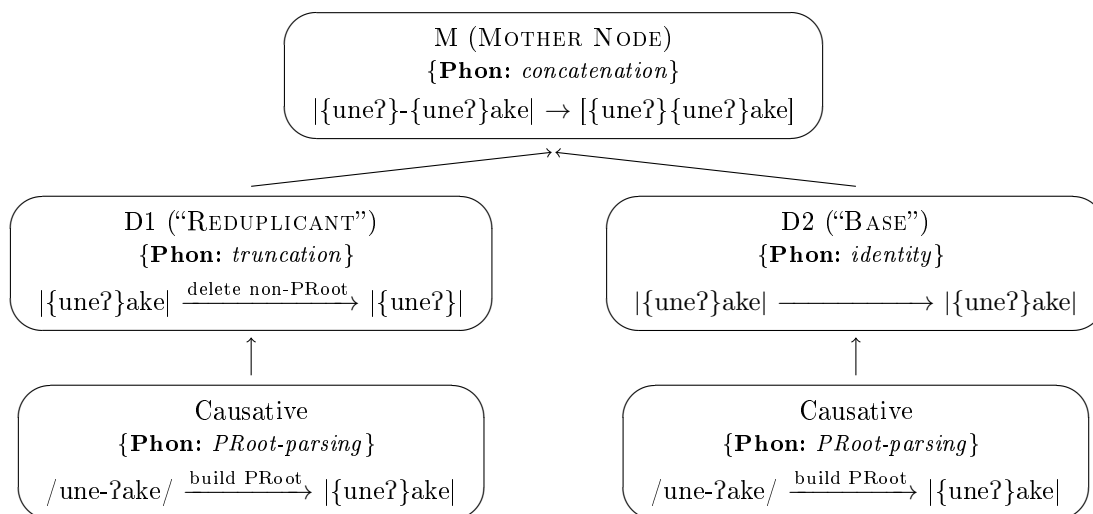 M (Mother Node)
{Phon: concatenation}
|{uneʔ}-{uneʔ}ake| → [{uneʔ}{uneʔ}ake]
D1 (“Reduplicant”)
{Phon: truncation}
|{uneʔ}ake| delete non-PRoot → |{uneʔ}|
D2 (“Base”)
{Phon: identity}
|{uneʔ}ake| → |{uneʔ}ake|
Causative
{Phon: PRoot-parsing}
/une-ʔake/ build PRoot → |{uneʔ}ake|
Causative
{Phon: PRoot-parsing}
/une-ʔake/ build PRoot → |{uneʔ}ake|